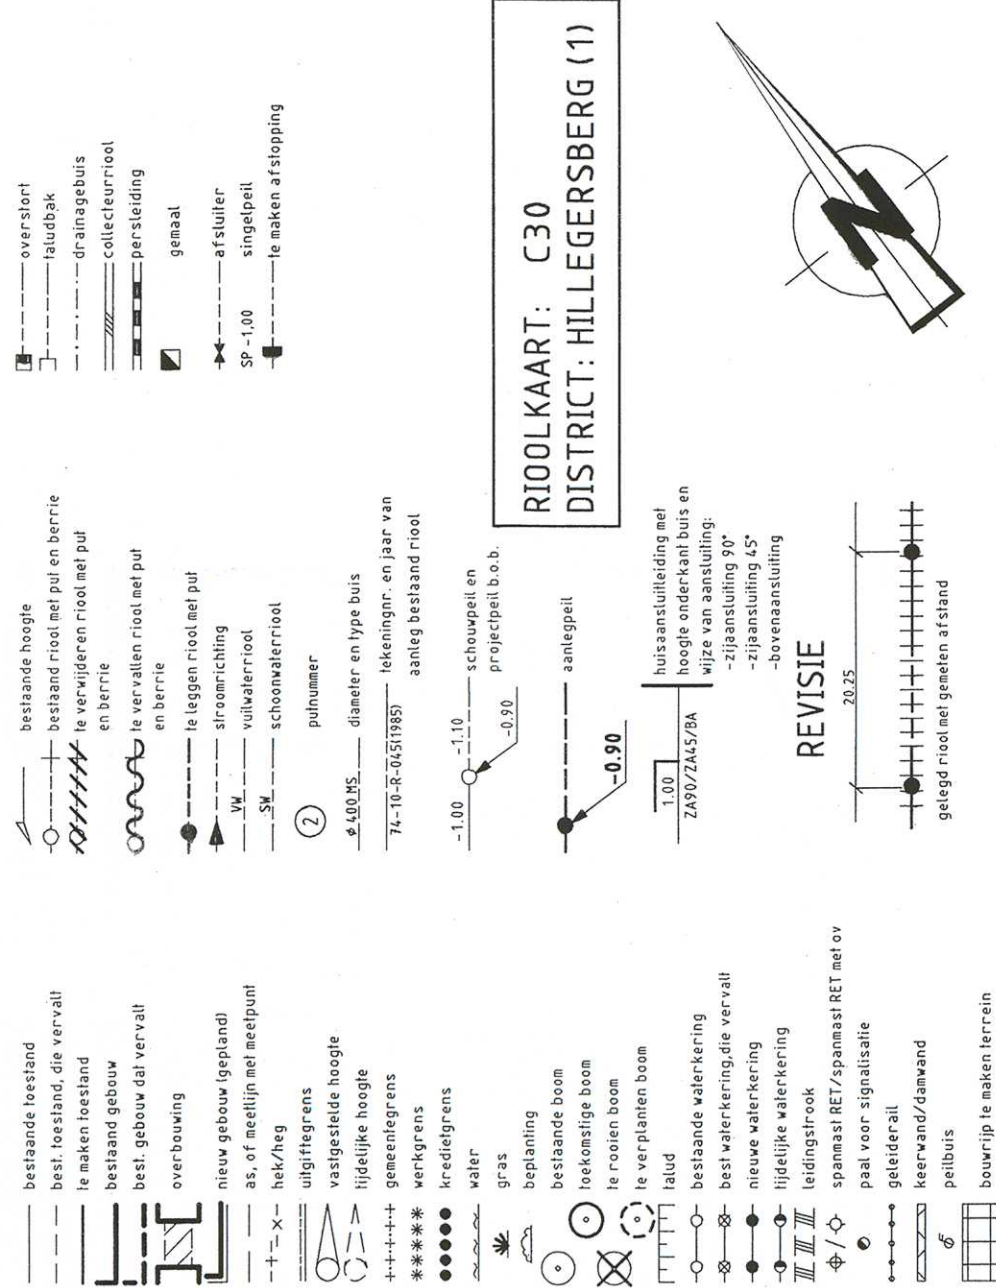 bestaande toestand
best. toestand, die vervalt
te maken toestand
bestaand gebouw
best. gebouw dat vervalt
overbouwing
nieuw gebouw (gepland)
as, of meetlijn met meetpunt
hek/heg
uitgiftegrens
vastgestelde hoogte
tijdelijke hoogte
gemeentegrens
werkgrens
kredietgrens
water
gras
beplanting
bestaande boom
toekomstige boom
te rooien boom
te verplanten boom
talud
bestaande waterkering
best waterkering,die vervalt
nieuwe waterkering
tijdelijke waterkering
leidingstrook
spanmast RET/spanmast RET met ov
paal voor signalisatie
geleiderail
keerwand/damwand
peilbuis
bouwrijp te maken terrein
bestaande hoogte
bestaand riool met put en berrie
te verwijderen riool met put
en berrie
te vervallen riool met put
en berrie
te leggen riool met put
stroomrichting
VW vuilwaterriool
SW schoonwaterriool
2 putnummer
ø 400 MS diameter en type buis
74-10-R-045(1985) tekeningnr. en jaar van
aanleg bestaand riool
-1.00 -1.10 schouwpeil en
projectpeil b.o.b.
-0.90
aanlegpeil
-0.90
1.00
ZA90/ZA45/BA
huisaansluitleiding met
hoogte onderkant buis en
wijze van aansluiting:
-zijaansluiting 90°
-zijaansluiting 45°
-bovenaansluiting
REVISIE
20.25
gelegd riool met gemeten afstand
overstort
taludbak
drainagebuis
collecteurriool
persleiding
gemaal
afsluiter
SP -1,00 singelpeil
te maken afstopping
RIOOLKAART: C30
DISTRICT: HILLEGERSBERG (1)
N